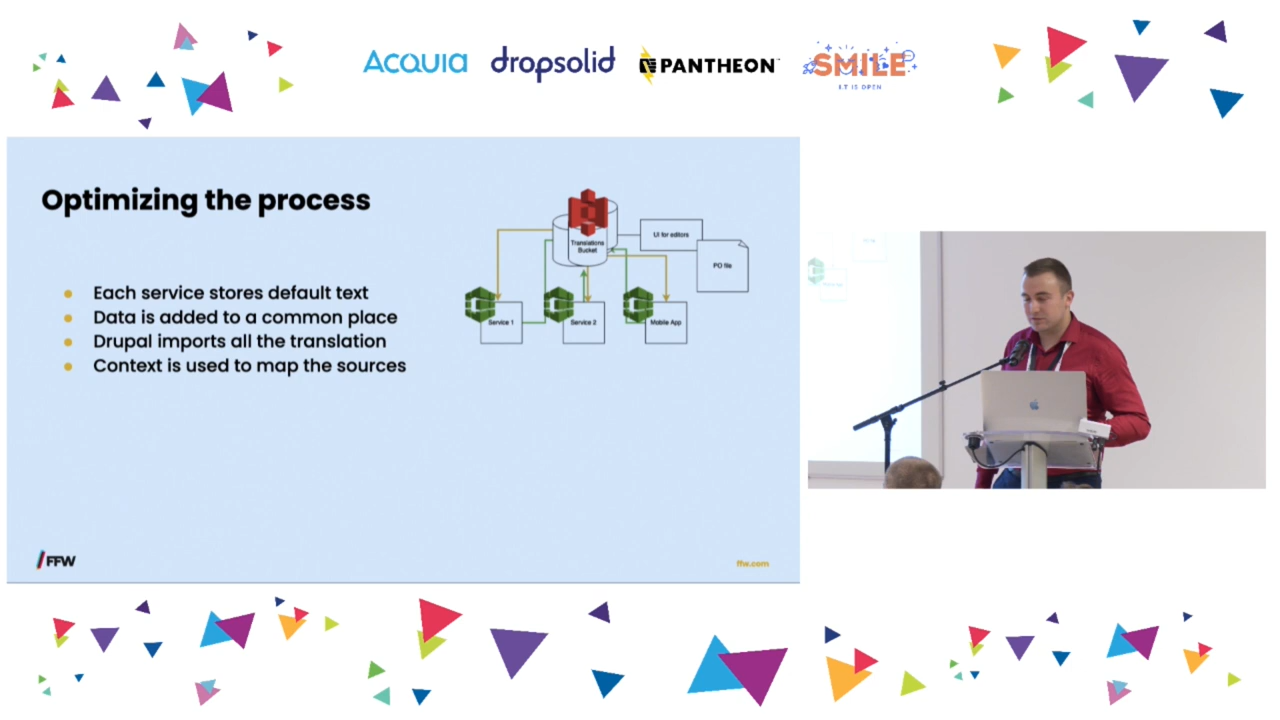 ACQUIA dropsolid PANTHEON SMILE
I.T IS OPEN
Optimizing the process
Each service stores default text
Data is added to a common place
Drupal imports all the translation
Context is used to map the sources
Translations
Bucket
UI for editors
PO file
Service 1
Service 2
Mobile App
FFW
ffw.com